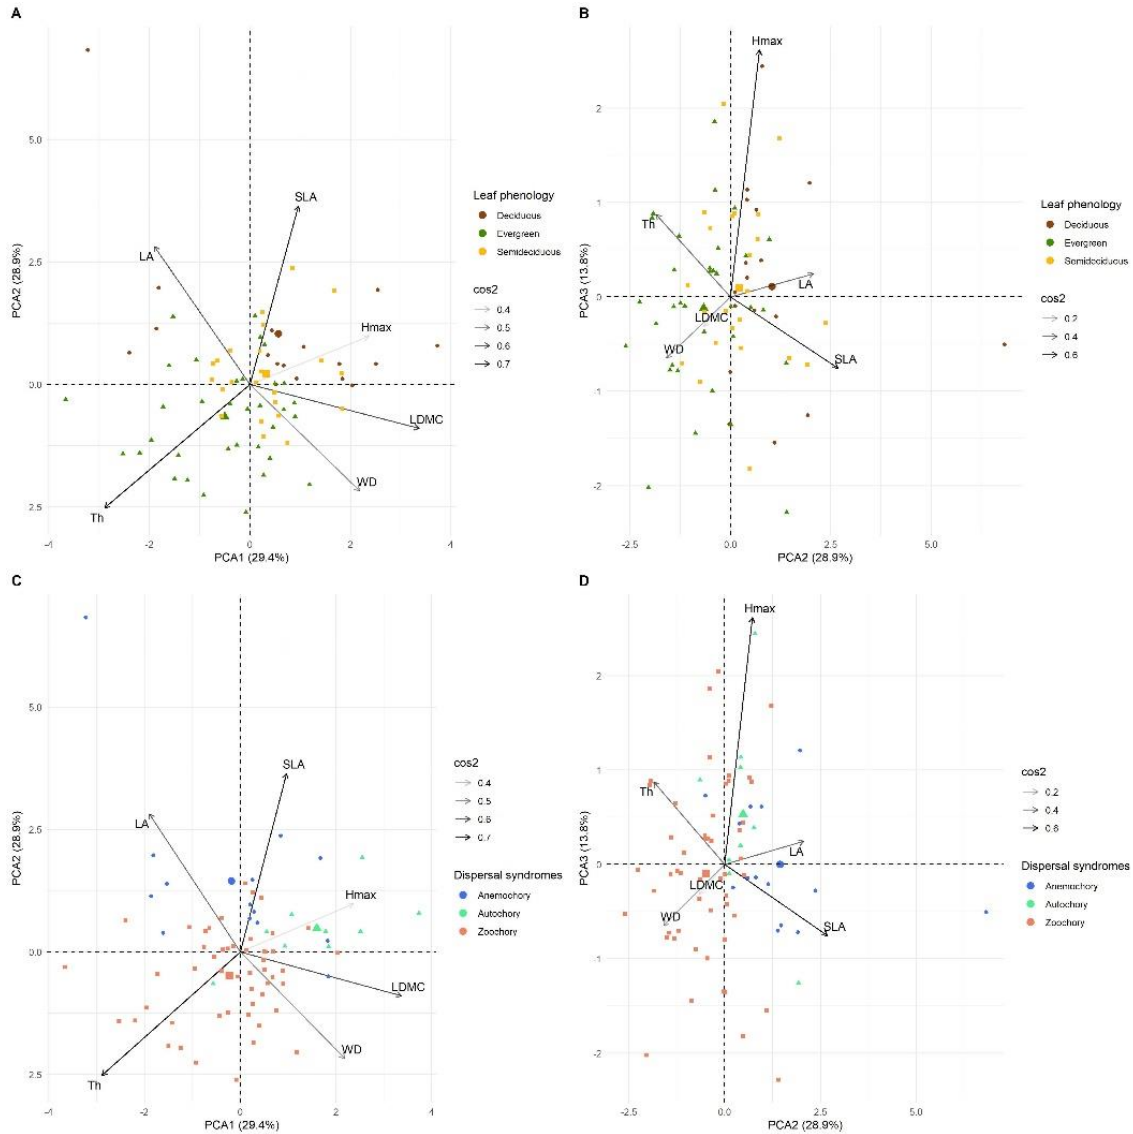 A
5.0
2.5
0.0
2.5
PCA2 (28.9%)
SLA
LA
Hmax
LDMC
WD
Th
-4
-2
0
2
4
PCA1 (29.4%)
Leaf phenology
Deciduous
Evergreen
Semideciduous
cos2
0.4
0.5
0.6
0.7
B
2
1
0
-1
-2
PCA3 (13.8%)
Hmax
Th
LA
LDMC
WD
SLA
-2.5
0.0
2.5
5.0
PCA2 (28.9%)
Leaf phenology
Deciduous
Evergreen
Semideciduous
cos2
0.2
0.4
0.6
C
5.0
2.5
0.0
2.5
PCA2 (28.9%)
SLA
LA
Hmax
LDMC
WD
Th
-4
-2
0
2
4
PCA1 (29.4%)
cos2
0.4
0.5
0.6
0.7
Dispersal syndromes
Anemochory
Autochory
Zoochory
D
2
1
0
-1
-2
PCA3 (13.8%)
Hmax
Th
LA
LDMC
WD
SLA
-2.5
0.0
2.5
5.0
PCA2 (28.9%)
cos2
0.2
0.4
0.6
Dispersal syndromes
Anemochory
Autochory
Zoochory